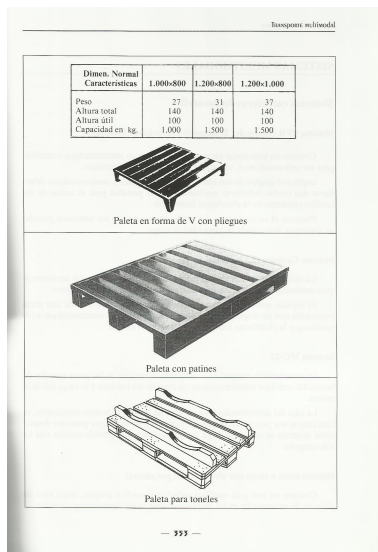 Transporte multimodal
Dimen. Normal
Características 1.000×800 1.200×800 1.200×1.000
Peso 27 31 37
Altura total 140 140 140
Altura útil 100 100 100
Capacidad en kg. 1.000 1.500 1.500
Paleta en forma de V con pliegues
Paleta con patines
Paleta para toneles
— 353 —